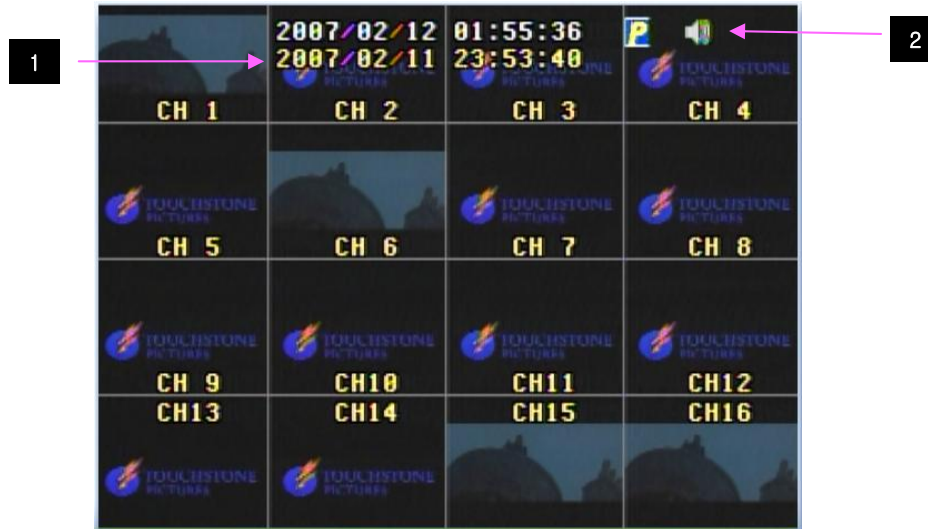 2007/02/12 01:55:36 P
2007/02/11 23:53:40
1
2
TOUCHSTONE
TOUCHSTONE
TOUCHSTONE
CH 1 CH 2 CH 3 CH 4
TOUCHSTONE PICTURES
TOUCHSTONE PICTURES
TOUCHSTONE PICTURES
CH 5 CH 6 CH 7 CH 8
TOUCHSTONE PICTURES
TOUCHSTONE PICTURES
TOUCHSTONE PICTURES
TOUCHSTONE PICTURES
CH 9 CH10 CH11 CH12
CH13 CH14 CH15 CH16
TOUCHSTONE PICTURES
TOUCHSTONE PICTURES